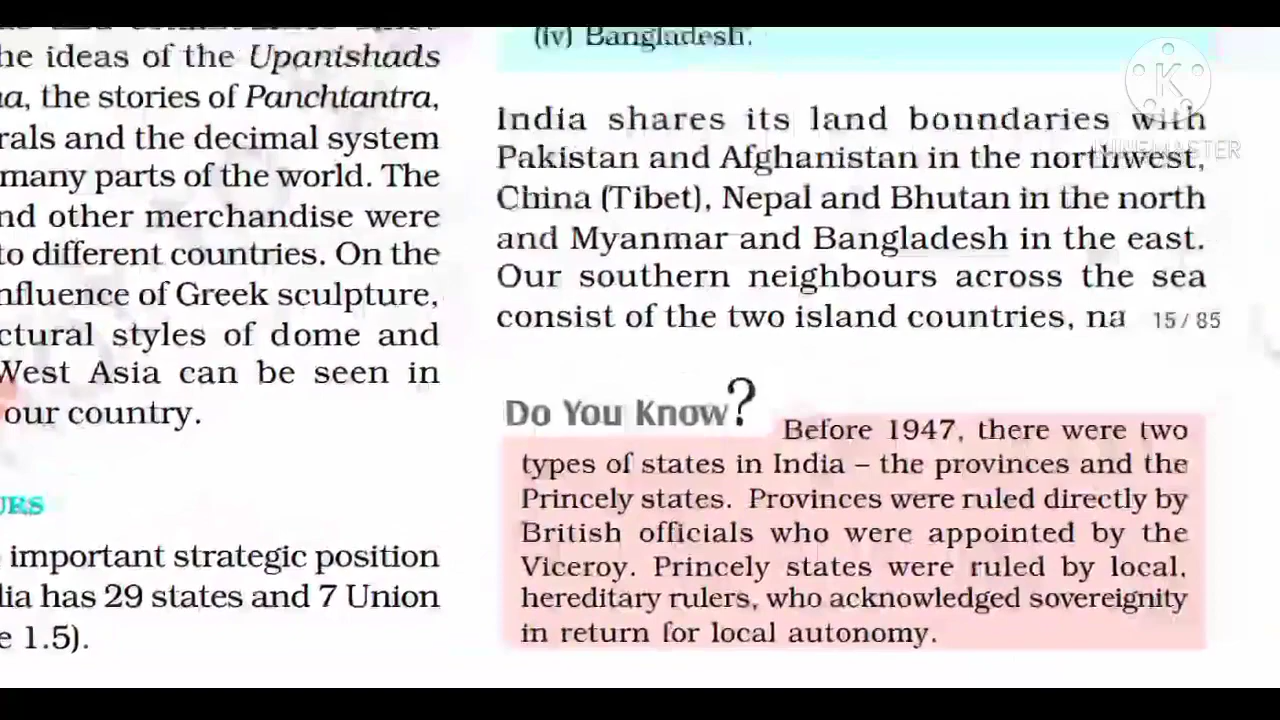 he ideas of the Upanishads
a, the stories of Panchtantra,
rals and the decimal system
many parts of the world. The
nd other merchandise were
to different countries. On the
nfluence of Greek sculpture,
ctural styles of dome and
West Asia can be seen in
our country.
URS
important strategic position
dia has 29 states and 7 Union
e 1.5).
(iv) Bangladesh.
India shares its land boundaries with
Pakistan and Afghanistan in the northwest,
China (Tibet), Nepal and Bhutan in the north
and Myanmar and Bangladesh in the east.
Our southern neighbours across the sea
consist of the two island countries, na
15 / 85
Do You Know?
Before 1947, there were two
types of states in India – the provinces and the
Princely states. Provinces were ruled directly by
British officials who were appointed by the
Viceroy. Princely states were ruled by local,
hereditary rulers, who acknowledged sovereignity
in return for local autonomy.
K
KINEMASTER